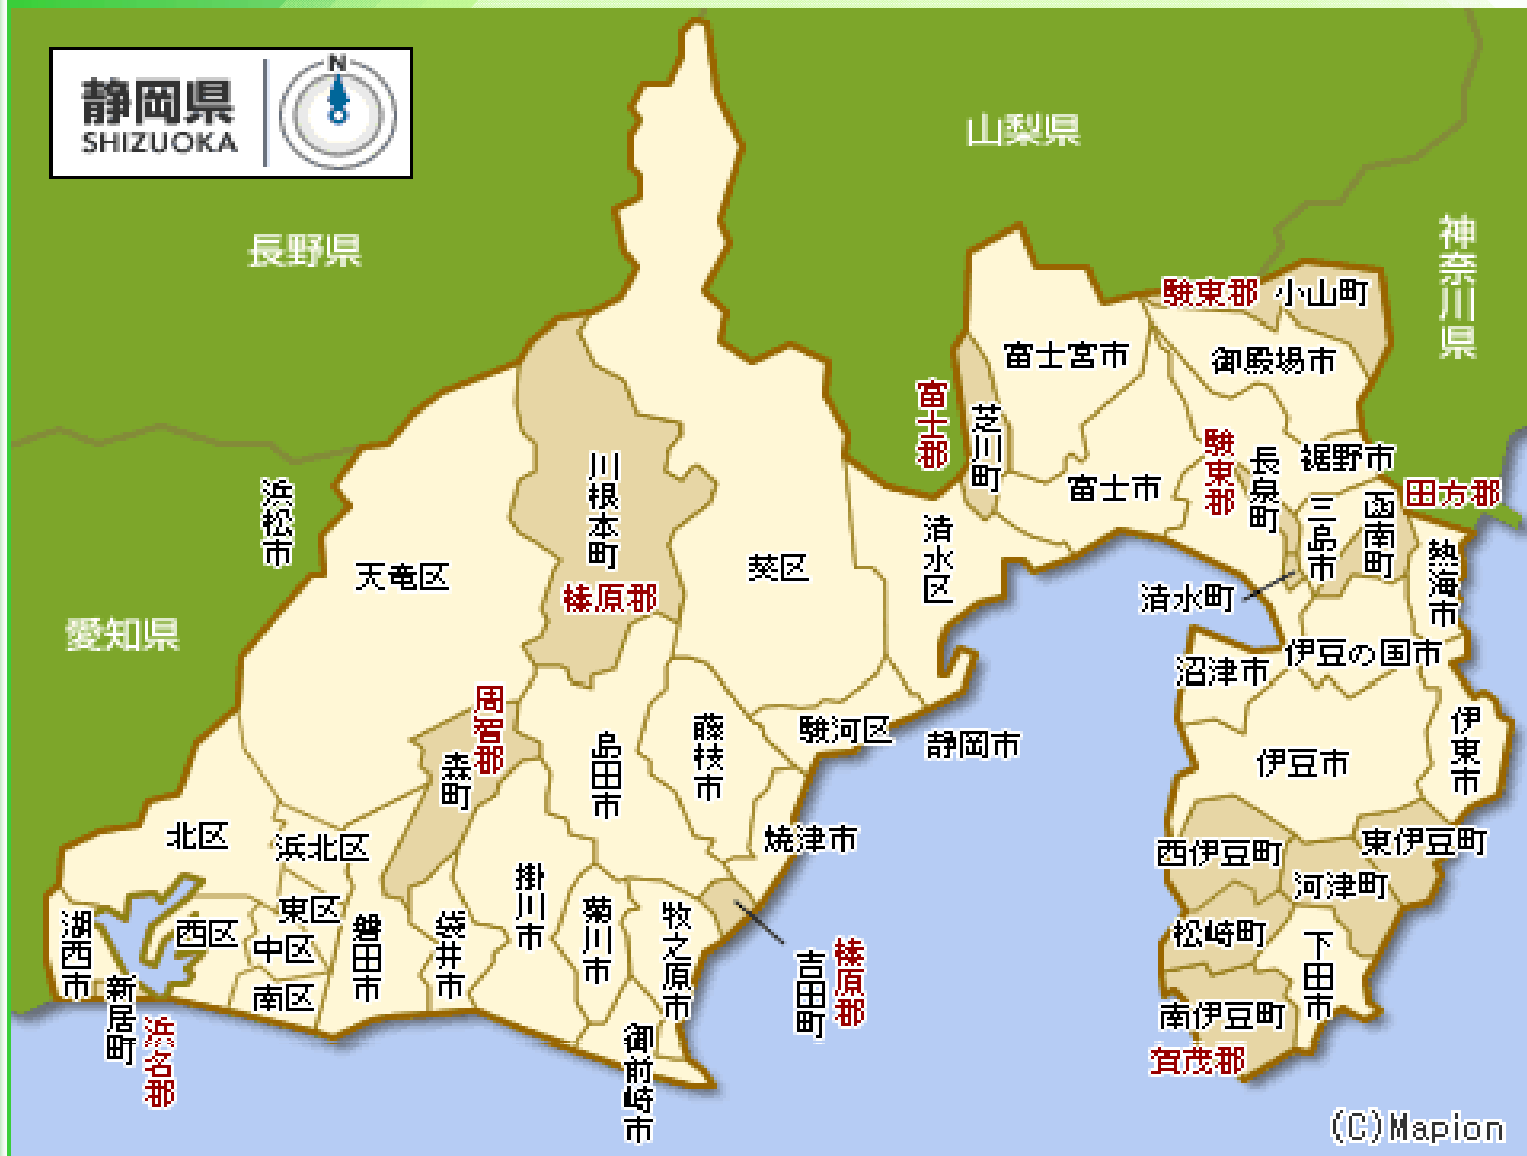 静岡県
SHIZUOKA
N
山梨県
長野県
神奈川県
駿東郡
小山町
富士宮市
御殿場市
富士郡
芝川町
駿東郡
長泉町
裾野市
富士市
田方郡
川根本町
浜松市
清水区
三島市
函南町
熱海市
天竜区
榛原郡
葵区
清水町
愛知県
沼津市
伊豆の国市
周智郡
森町
島田市
藤枝市
駿河区
静岡市
伊豆市
伊東市
北区
浜北区
焼津市
西伊豆町
東伊豆町
河津町
湖西市
西区
東区
中区
南区
磐田市
袋井市
掛川市
菊川市
牧之原市
松崎町
下田市
新居町
浜名郡
吉田町
榛原郡
南伊豆町
賀茂郡
御前崎市
(C)Mapion